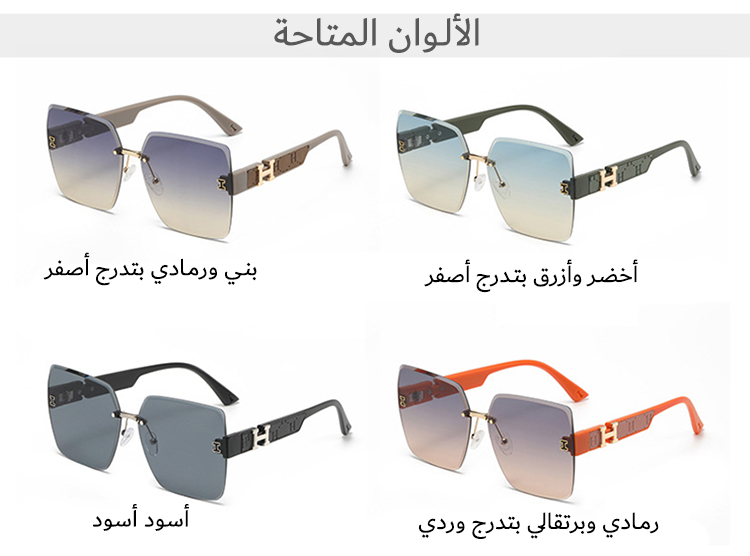 الألوان المتاحة
أخضر وأزرق بتدرج أصفر
بني ورمادي بتدرج أصفر
رمادي وبرتقالي بتدرج وردي
أسود أسود